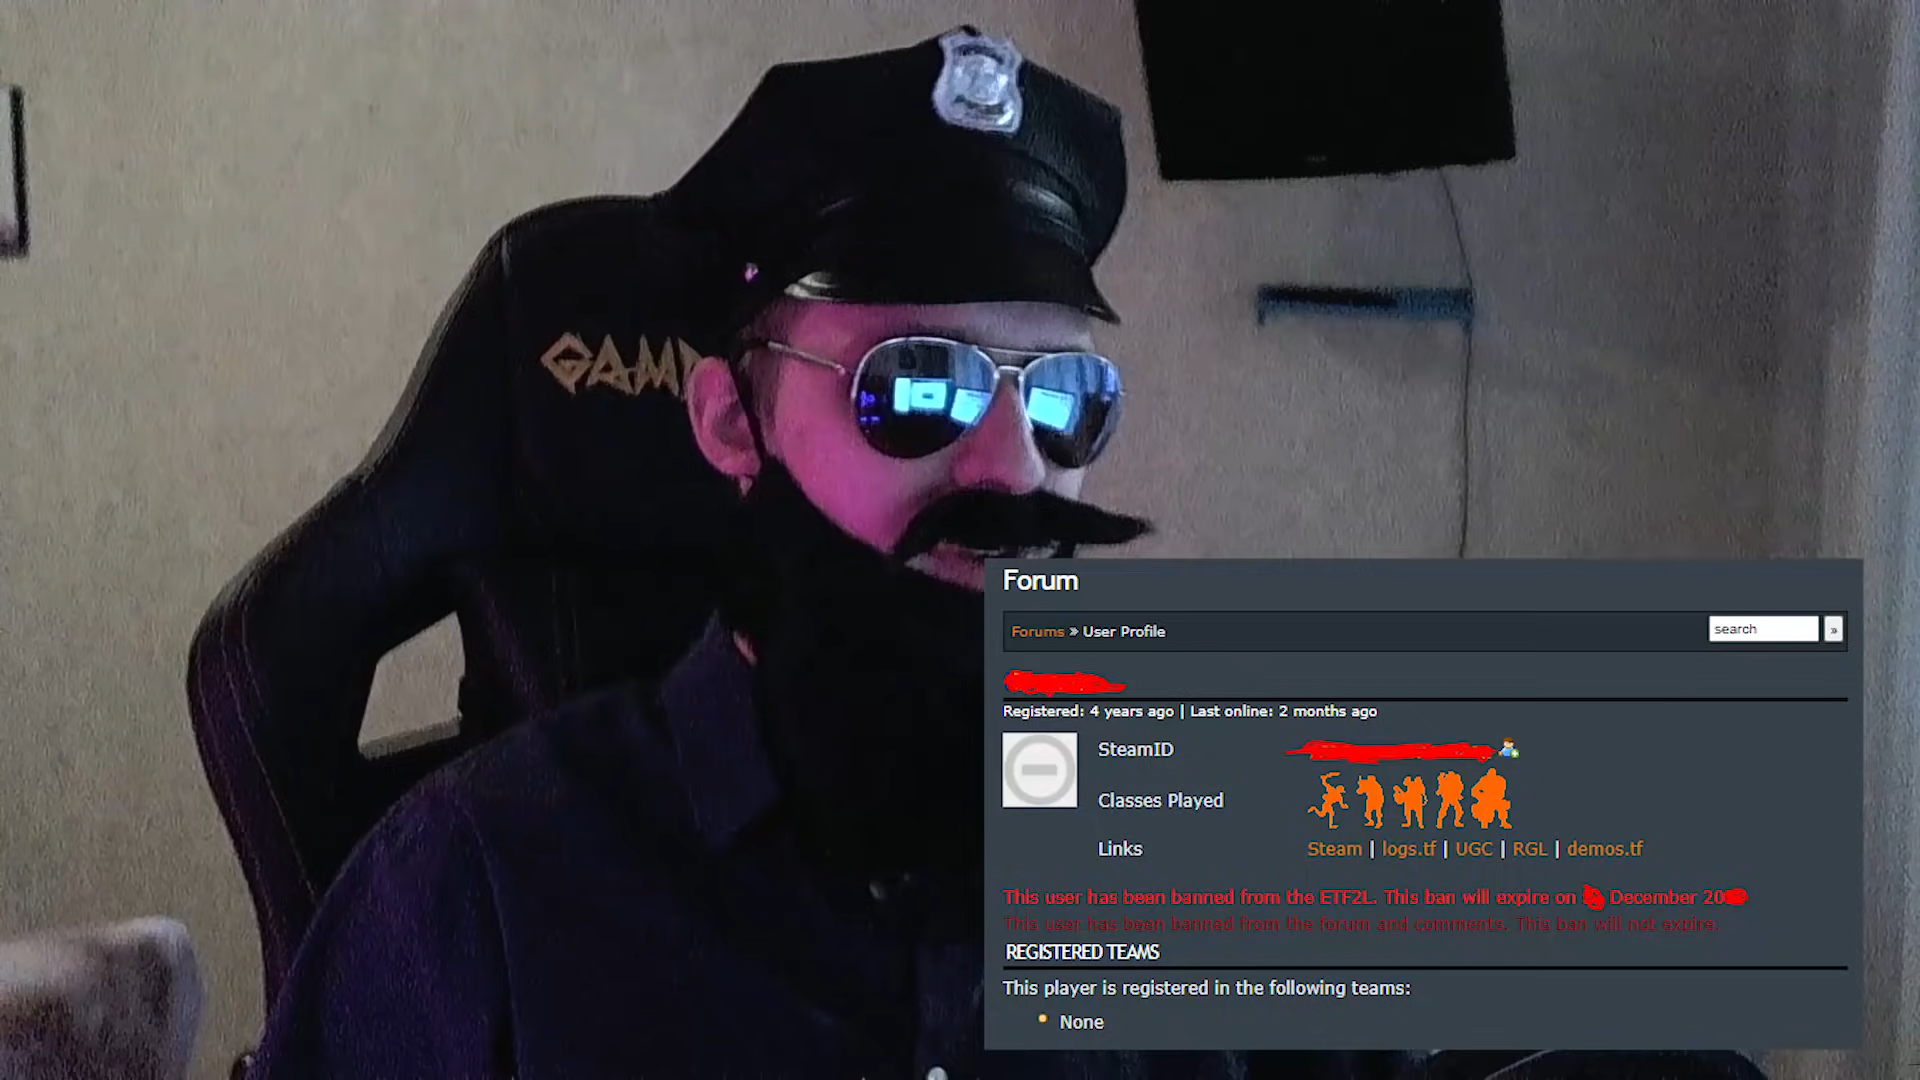 GAM
Forum
Forums » User Profile
search »
Registered: 4 years ago | Last online: 2 months ago
SteamID
Classes Played
Links Steam | logs.tf | UGC | RGL | demos.tf
This user has been banned from the ETF2L. This ban will expire on December 20
This user has been banned from the forum and comments. This ban will not expire.
REGISTERED TEAMS
This player is registered in the following teams:
None